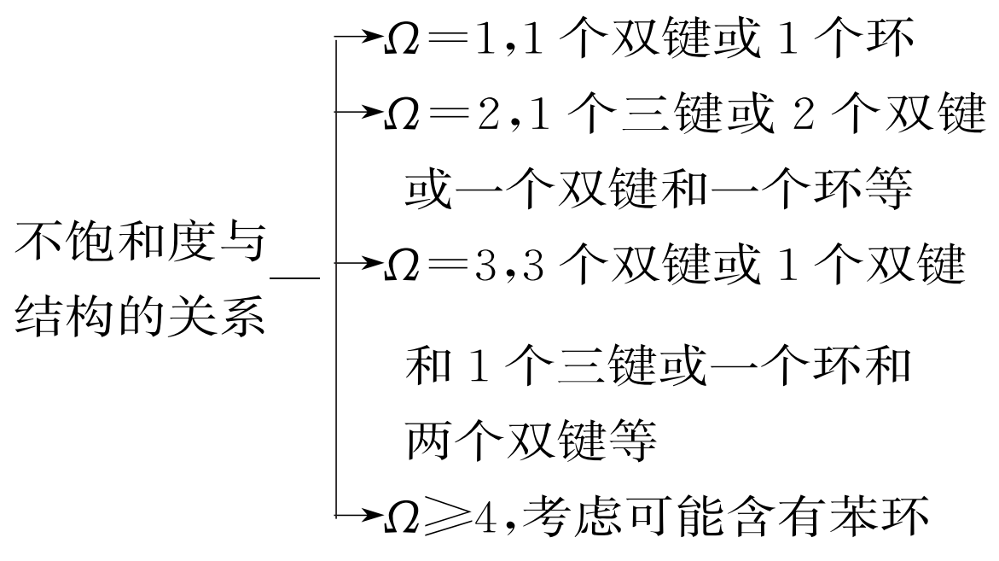 不饱和度与
结构的关系
Ω=1,1个双键或1个环
Ω=2,1个三键或2个双键
或一个双键和一个环等
Ω=3,3个双键或1个双键
和1个三键或一个环和
两个双键等
Ω≥4,考虑可能含有苯环